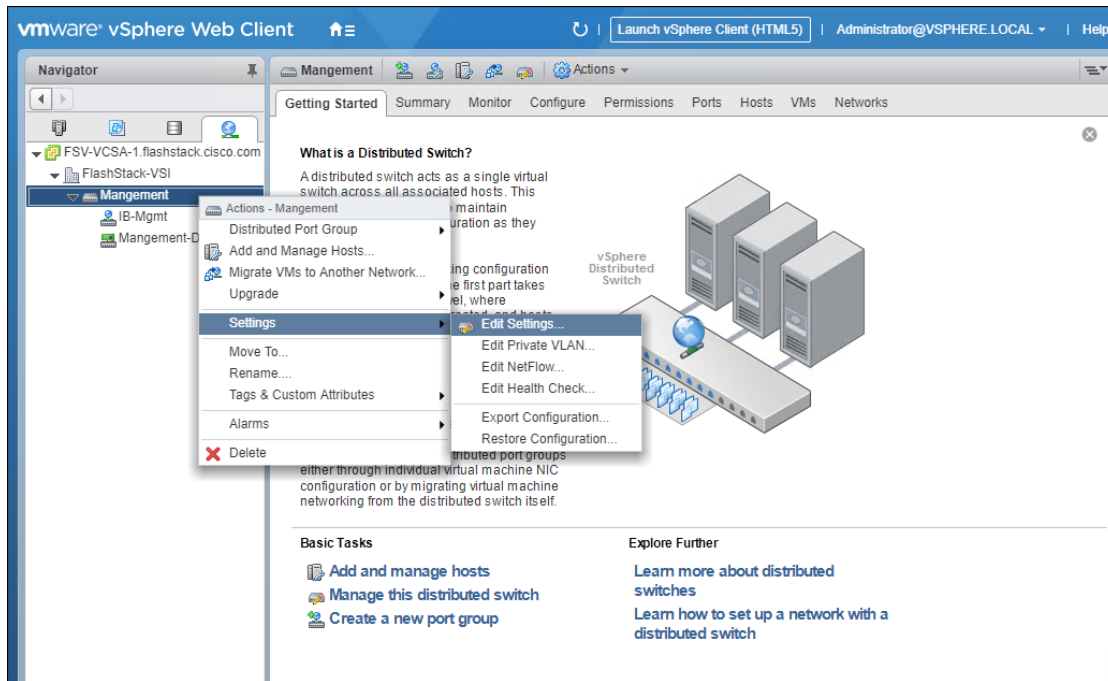 vmware® vSphere Web Client
Launch vSphere Client (HTML5)
Administrator@VSPHERE.LOCAL
Help
Navigator
FSV-VCSA-1.flashstack.cisco.com
FlashStack-VSI
Mangement
IB-Mgmt
Mangement-D
Mangement
Actions
Getting Started
Summary
Monitor
Configure
Permissions
Ports
Hosts
VMs
Networks
What is a Distributed Switch?
A distributed switch acts as a single virtual
switch across all associated hosts. This
maintain
uration as they
ing configuration
e first part takes
el, where
tributed port groups
either through individual virtual machine NIC
configuration or by migrating virtual machine
networking from the distributed switch itself.
vSphere
Distributed
Switch
Actions - Mangement
Distributed Port Group
Add and Manage Hosts...
Migrate VMs to Another Network...
Upgrade
Settings
Move To...
Rename....
Tags & Custom Attributes
Alarms
Delete
Edit Settings...
Edit Private VLAN...
Edit NetFlow...
Edit Health Check...
Export Configuration...
Restore Configuration...
Basic Tasks
Add and manage hosts
Manage this distributed switch
Create a new port group
Explore Further
Learn more about distributed
switches
Learn how to set up a network with a
distributed switch